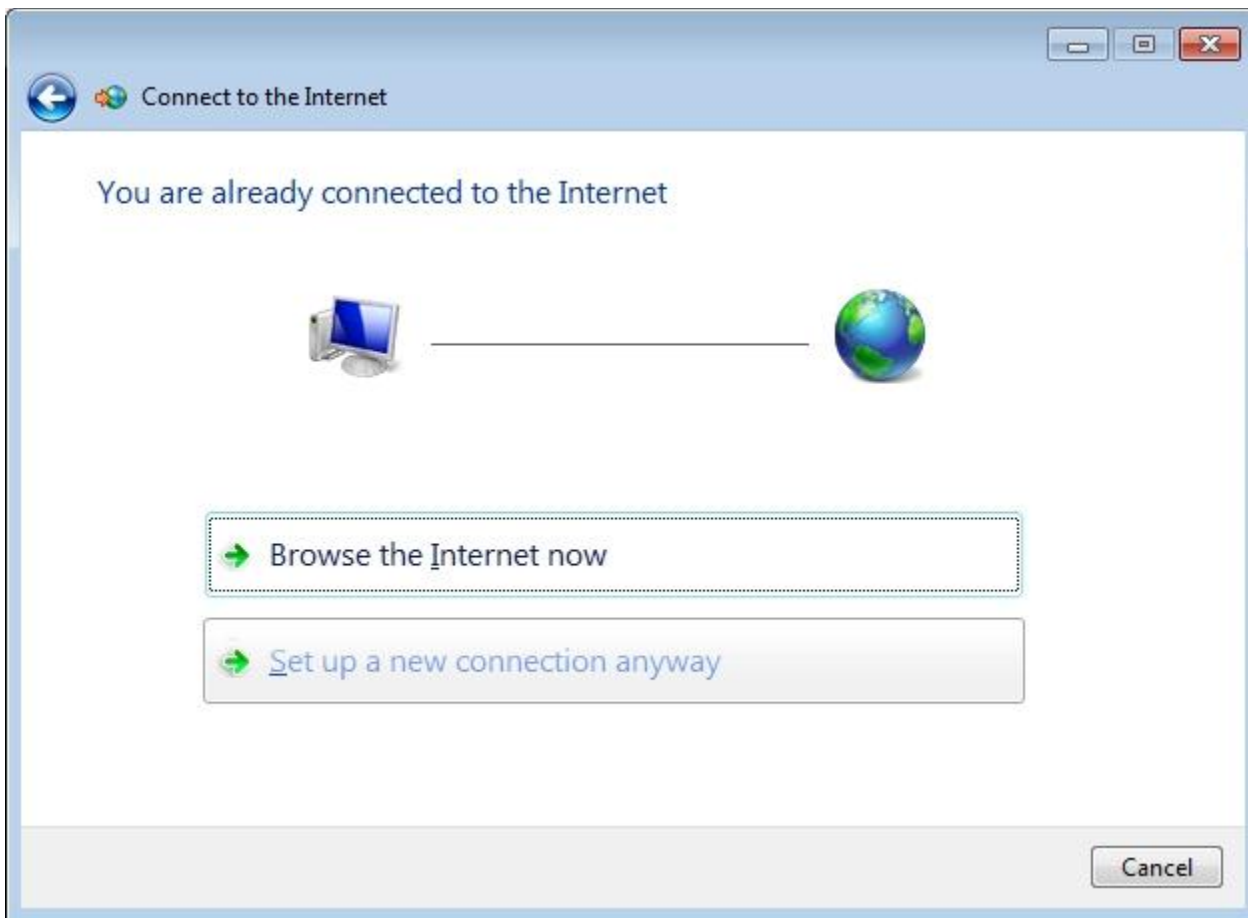 Connect to the Internet
You are already connected to the Internet
Browse the Internet now
Set up a new connection anyway
Cancel